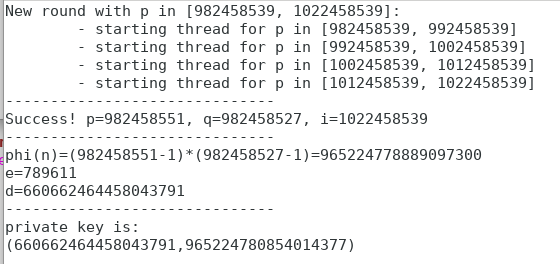 New round with p in [982458539, 1022458539]:
- starting thread for p in [982458539, 992458539]
- starting thread for p in [992458539, 1002458539]
- starting thread for p in [1002458539, 1012458539]
- starting thread for p in [1012458539, 1022458539]
------------------------------
Success! p=982458551, q=982458527, i=1022458539
------------------------------
phi(n)=(982458551-1)*(982458527-1)=965224778889097300
e=789611
d=660662464458043791
------------------------------
private key is:
(660662464458043791,965224780854014377)